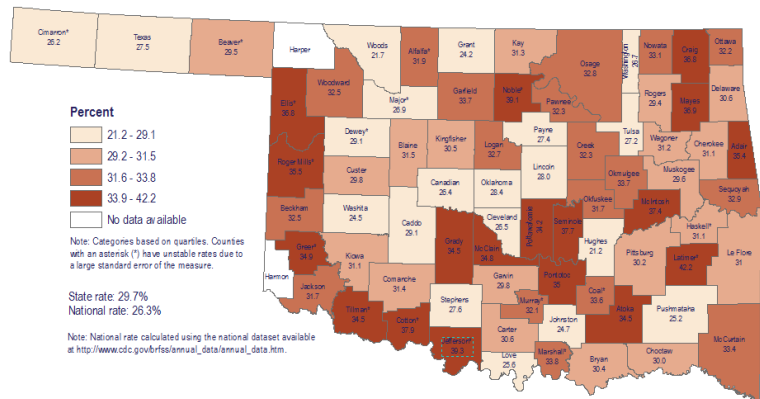 Cimarron*
26.2
Texas
27.5
Beaver*
29.5
Harper
Woods
21.7
Alfalfa*
31.9
Grant
24.2
Kay
31.3
Osage
32.8
Washington
26.7
Nowata
33.1
Craig
36.8
Ottawa
32.2
Ellis*
36.6
Woodward
32.5
Major*
26.9
Garfield
33.7
Noble*
39.1
Pawnee
32.3
Rogers
29.4
Mayes
36.9
Delaware
30.6
Percent
21.2 - 29.1
29.2 - 31.5
31.6 - 33.8
33.9 - 42.2
No data available
Note: Categories based on quartiles. Counties
with an asterisk (*) have unstable rates due to
a large standard error of the measure.
State rate: 29.7%
National rate: 26.3%
Note: National rate calculated using the national dataset available
at http://www.cdc.gov/brfss/annual_data/annual_data.htm.
Dewey*
29.1
Blaine
31.5
Kingfisher
30.5
Logan
32.7
Payne
27.4
Creek
32.3
Tulsa
27.2
Wagoner
31.2
Cherokee
31.1
Adair
38.4
Roger Mills*
35.5
Custer
29.8
Canadian
26.4
Oklahoma
28.4
Lincoln
28.0
Okmulgee
33.7
Muskogee
29.6
Sequoyah
32.9
Beckham
32.5
Washita
24.5
Caddo
29.1
Cleveland
26.5
Pottawatomie
34.2
Seminole
37.7
Okfuskee
31.7
McIntosh
37.4
Haskell*
31.1
Greer*
34.9
Kiowa
31.1
Grady
34.5
McClain
34.8
Hughes
21.2
Pittsburg
30.2
Latimer*
42.2
Le Flore
31
Harmon
Jackson
31.7
Comanche
31.4
Garvin
29.8
Pontotoc
35
Coal*
33.6
Tillman*
34.5
Cotton*
37.9
Stephens
27.6
Murray*
32.1
Johnston
24.7
Atoka
34.5
Pushmataha
25.2
McCurtain
33.4
Jefferson*
39.3
Carter
30.6
Love
25.6
Marshall*
33.8
Bryan
30.4
Choctaw
30.0